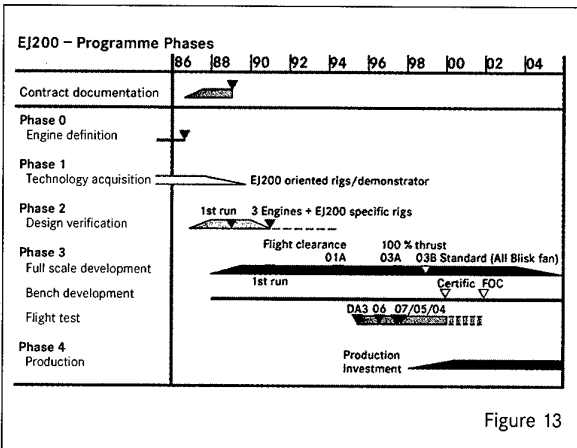 EJ200 – Programme Phases
86 88 90 92 94 96 98 00 02 04
Contract documentation
Phase 0
Engine definition
Phase 1
Technology acquisition EJ200 oriented rigs/demonstrator
Phase 2 1st run 3 Engines + EJ200 specific rigs
Design verification
Phase 3 Flight clearance 100 % thrust
Full scale development 01A 03A 03B Standard (All Blisk fan)
1st run Certific. FOC
Bench development
DA3 06 07/05/04
Flight test
Phase 4 Production
Production Investment
Figure 13